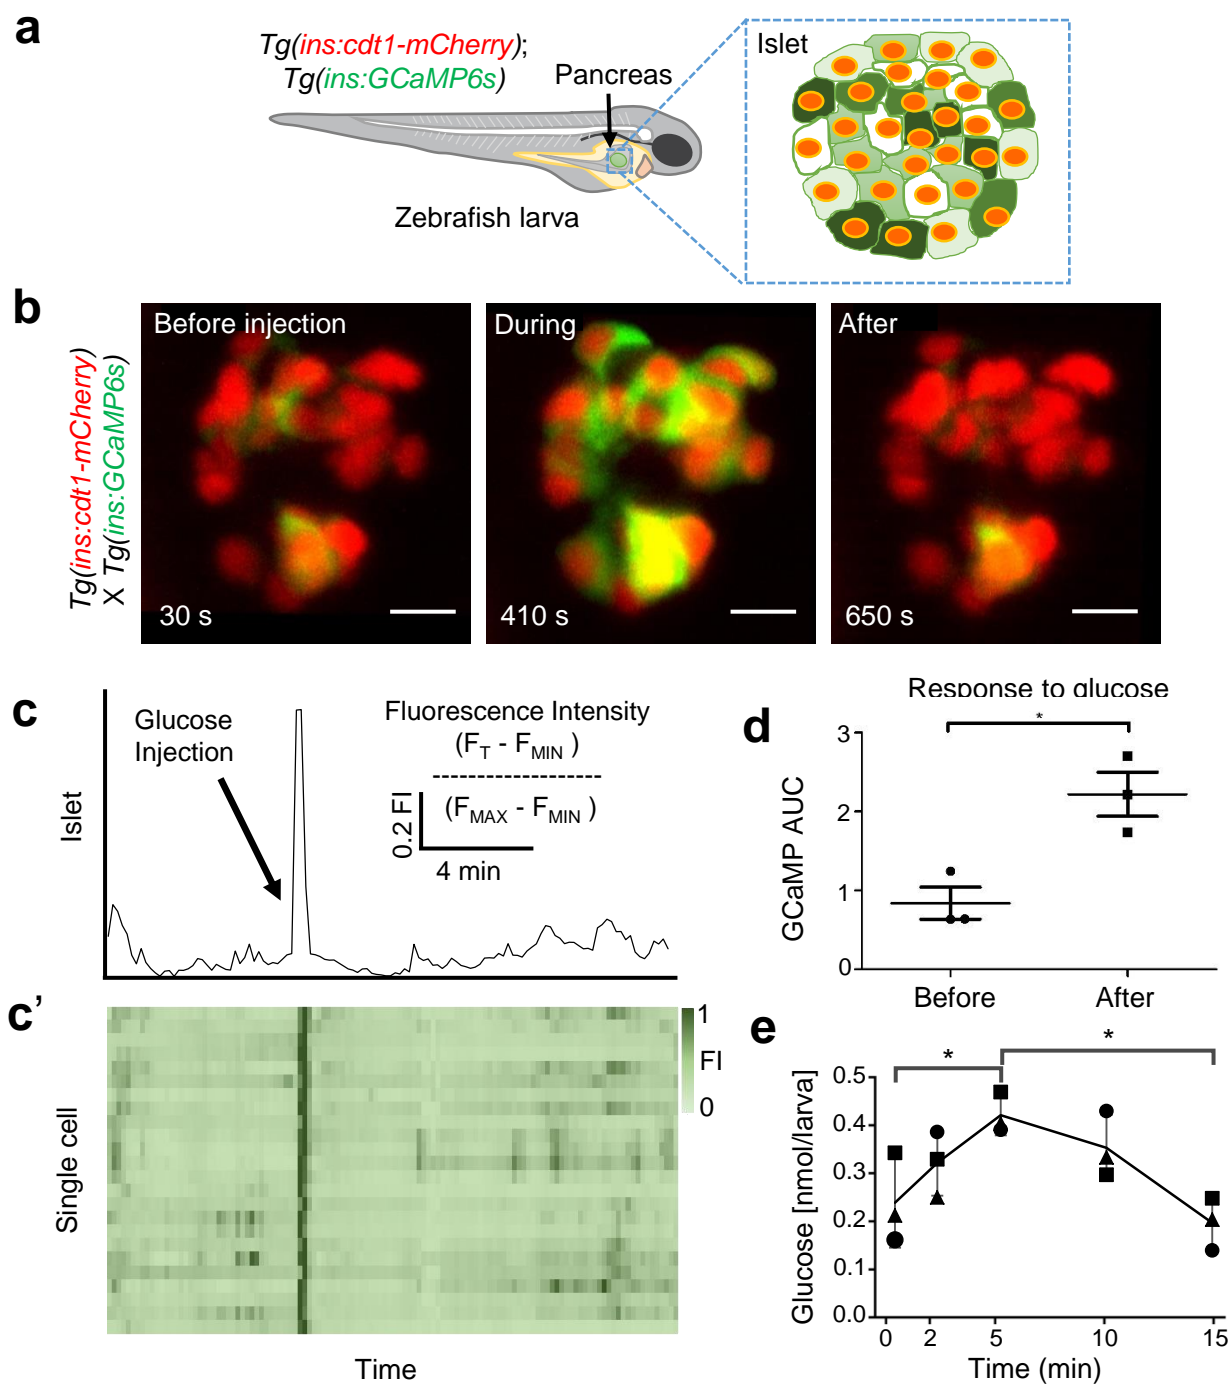 a
Tg(ins:cdt1-mCherry);
Tg(ins:GCaMP6s)
Pancreas
Islet
Zebrafish larva
b
Tg(ins:cdt1-mCherry)
X Tg(ins:GCaMP6s)
Before injection
During
After
30 s
410 s
650 s
c
Islet
Glucose
Injection
Fluorescence Intensity
(FT - FMIN )
--------------------
(FMAX - FMIN )
0.2 FI
4 min
d
Response to glucose
*
GCaMP AUC
3
2
1
0
Before
After
c’
Single cell
1
FI
0
Time
e
*
*
Glucose [nmol/larva]
0.5
0.4
0.3
0.2
0.1
0.0
0 2 5 10 15
Time (min)